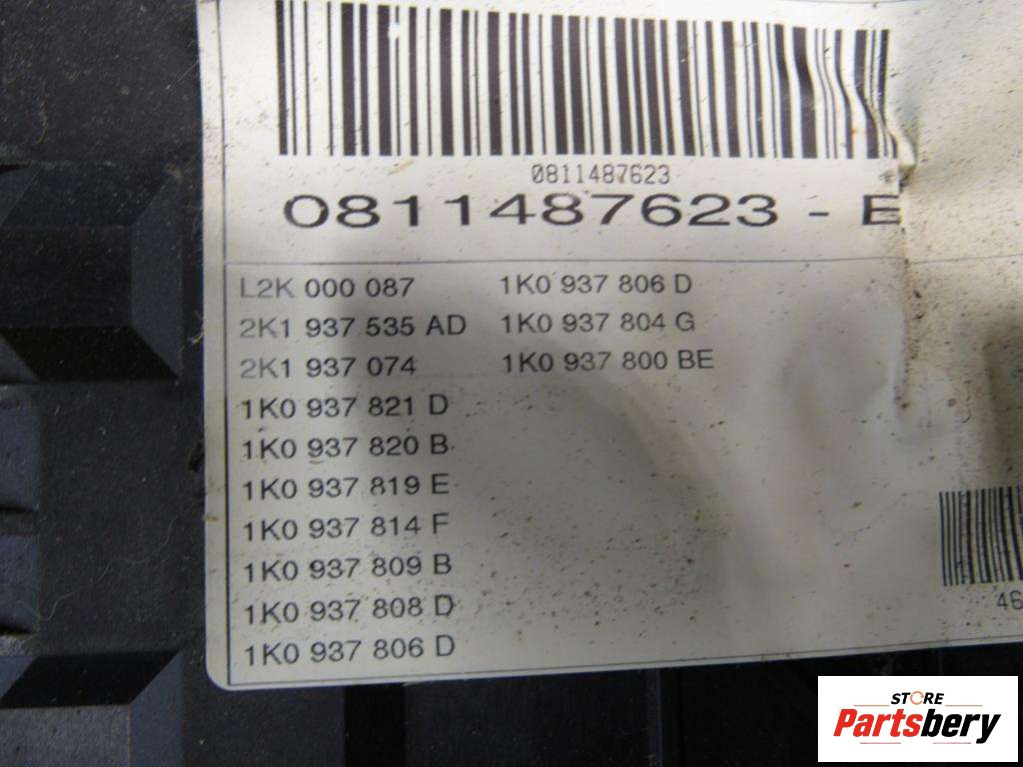 0811487623
0811487623 - E
L2K 000 087 1K0 937 806 D
2K1 937 535 AD 1K0 937 804 G
2K1 937 074 1K0 937 800 BE
1K0 937 821 D
1K0 937 820 B
1K0 937 819 E
1K0 937 814 F
1K0 937 809 B
1K0 937 808 D
1K0 937 806 D
46
STORE
Partsbery